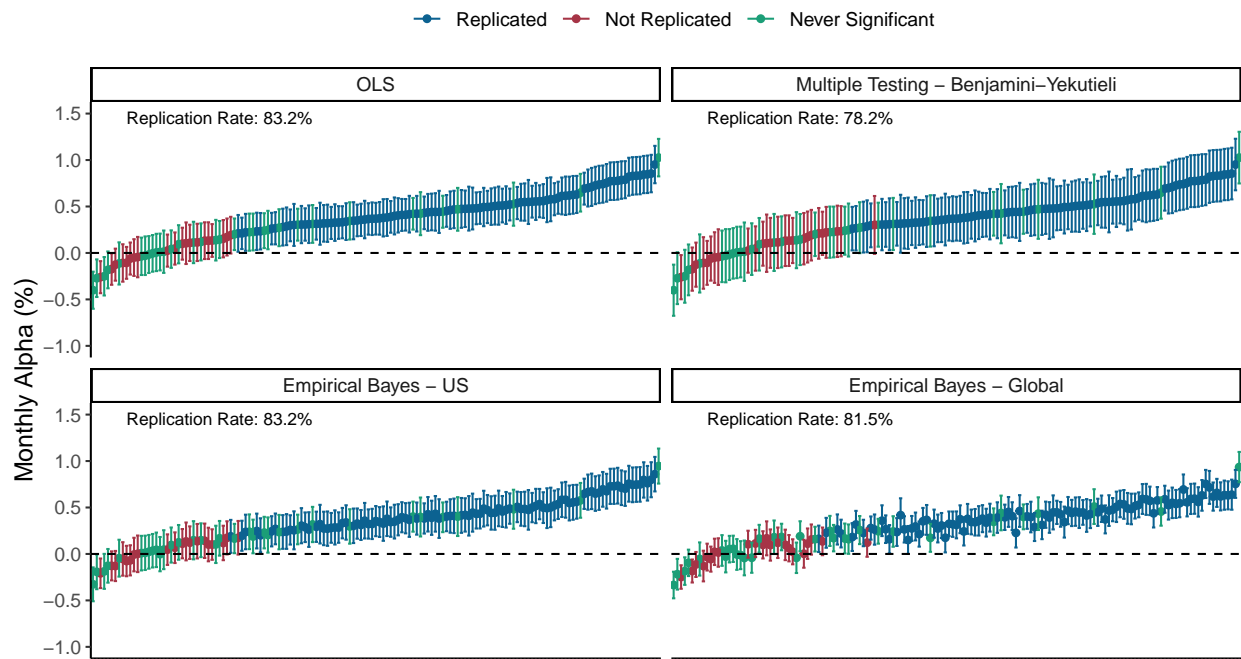 Replicated Not Replicated Never Significant
OLS
Multiple Testing − Benjamini−Yekutieli
Replication Rate: 83.2%
Replication Rate: 78.2%
1.5
1.0
0.5
0.0
−0.5
−1.0
Monthly Alpha (%)
Empirical Bayes − US
Empirical Bayes − Global
Replication Rate: 83.2%
Replication Rate: 81.5%
1.5
1.0
0.5
0.0
−0.5
−1.0